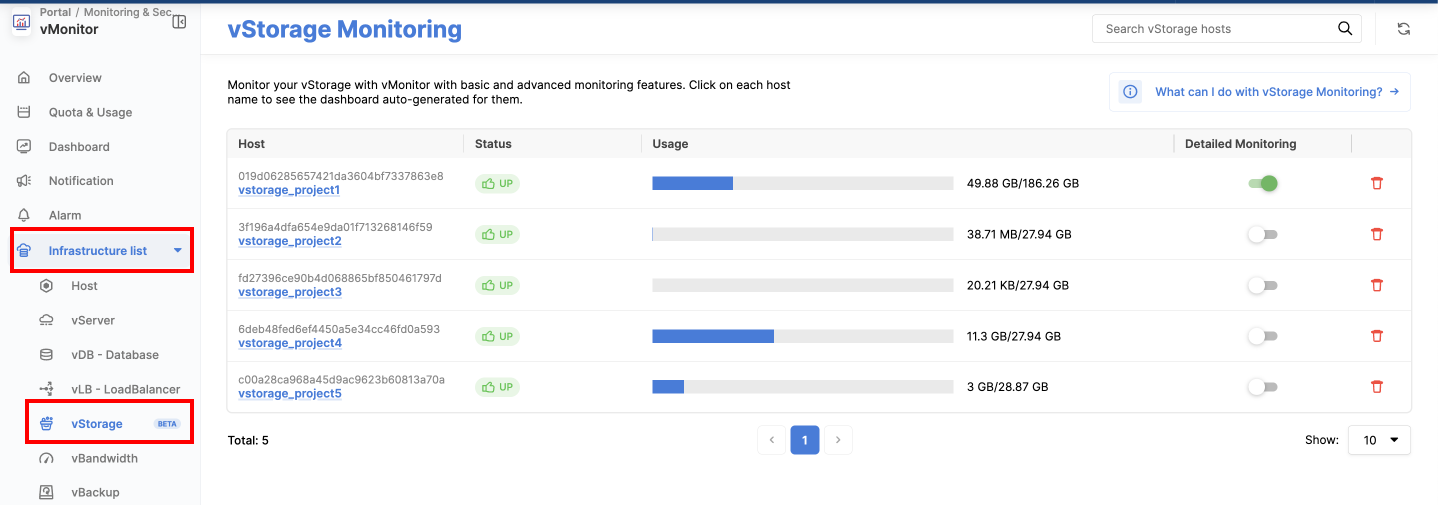 Portal / Monitoring & Sec
vMonitor
Overview
Quota & Usage
Dashboard
Notification
Alarm
Infrastructure list
Host
vServer
vDB - Database
vLB - LoadBalancer
vStorage BETA
vBandwidth
vBackup
vStorage Monitoring
Search vStorage hosts
Monitor your vStorage with vMonitor with basic and advanced monitoring features. Click on each host
name to see the dashboard auto-generated for them.
What can I do with vStorage Monitoring? →
Host Status Usage Detailed Monitoring
019d06285657421da3604bf7337863e8
vstorage_project1 UP 49.88 GB/186.26 GB
3f196a4dfa654e9da01f713268146f59
vstorage_project2 UP 38.71 MB/27.94 GB
fd27396ce90b4d068865bf850461797d
vstorage_project3 UP 20.21 KB/27.94 GB
6deb48fed6ef4450a5e34cc46fd0a593
vstorage_project4 UP 11.3 GB/27.94 GB
c00a28ca968a45d9ac9623b60813a70a
vstorage_project5 UP 3 GB/28.87 GB
Total: 5
1
Show: 10